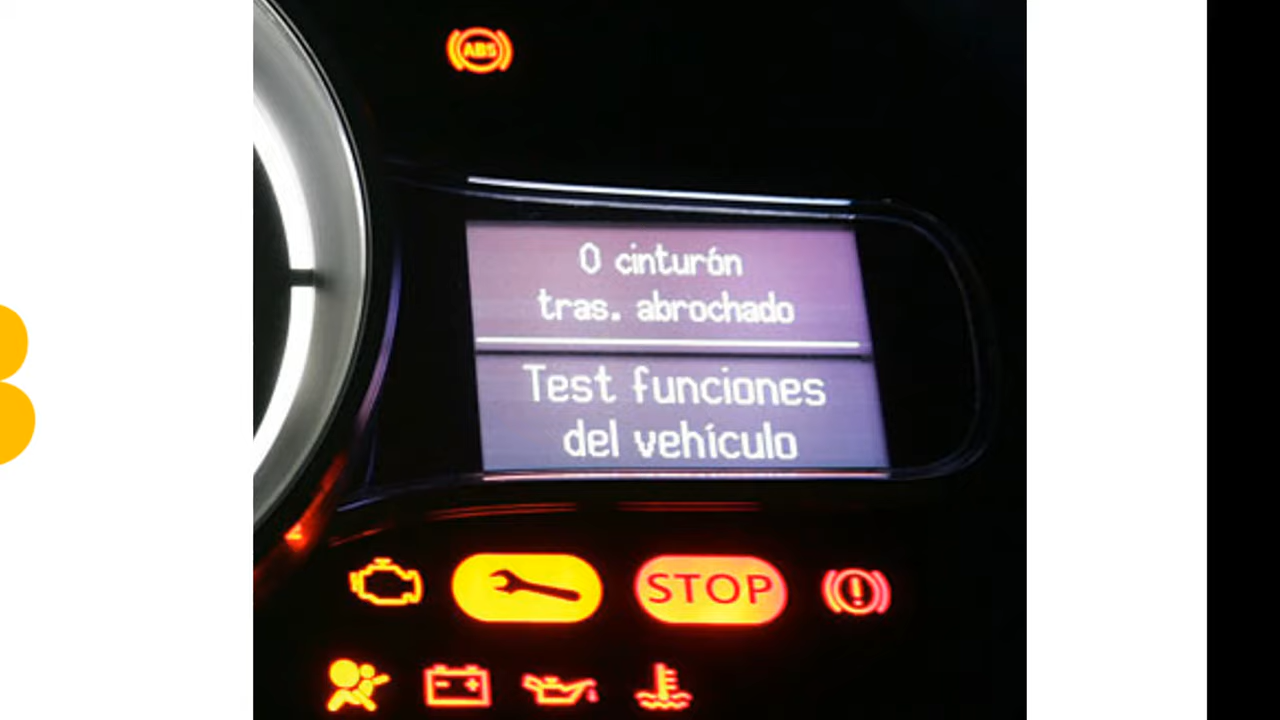 ABS
0 cinturón
tras. abrochado
Test funciones
del vehículo
STOP